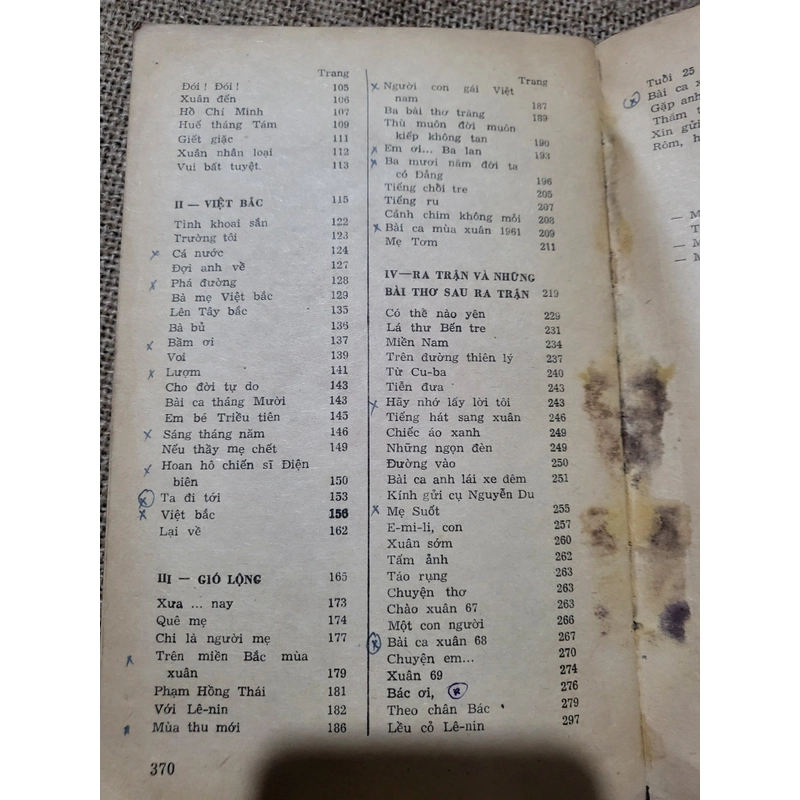 Trang
Đói ! Đói ! 105
Xuân đến 106
Hồ Chí Minh 107
Huế tháng Tám 109
Giết giặc 111
Xuân nhân loại 112
Vui bất tuyệt. 113
II — VIỆT BẮC 115
Tình khoai sắn 122
Trường tôi 123
Cá nước 124
Đợi anh về 127
Phá đường 128
Bà mẹ Việt bắc 129
Lên Tây bắc 135
Bà bủ 136
Bầm ơi 137
Voi 139
Lượm 141
Cho đời tự do 143
Bài ca tháng Mười 143
Em bé Triều tiên 145
Sáng tháng năm 146
Nếu thầy mẹ chết 149
Hoan hô chiến sĩ Điện
biên 150
Ta đi tới 153
Việt bắc 156
Lại về 162
III — GIÓ LỘNG 165
Xưa ... nay 173
Quê mẹ 174
Chi là người mẹ 177
Trên miền Bắc mùa
xuân 179
Phạm Hồng Thái 181
Với Lê-nin 182
Mùa thu mới 186
370
Trang
Người con gái Việt
nam 187
Ba bài thơ trăng 189
Thù muôn đời muôn
kiếp không tan 190
Em ơi... Ba lan 193
Ba mươi năm đời ta
có Đảng 196
Tiếng chổi tre 205
Tiếng ru 207
Cánh chim không mỏi 208
Bài ca mùa xuân 1961 209
Mẹ Tơm 211
IV—RA TRẬN VÀ NHỮNG
BÀI THƠ SAU RA TRẬN 219
Có thể nào yên 229
Lá thư Bến tre 231
Miền Nam 234
Trên đường thiên lý 237
Từ Cu-ba 240
Tiễn đưa 243
Hãy nhớ lấy lời tôi 243
Tiếng hát sang xuân 246
Chiếc áo xanh 249
Những ngọn đèn 249
Đường vào 250
Bài ca anh lái xe đêm 251
Kính gửi cụ Nguyễn Du
Mẹ Suốt 255
E-mi-li, con 257
Xuân sớm 260
Tấm ảnh 262
Táo rụng 263
Chuyện thơ 263
Chào xuân 67 263
Một con người 266
Bài ca xuân 68 267
Chuyện em... 270
Xuân 69 274
Bác ơi, 276
Theo chân Bác 279
Lều cỏ Lê-nin 297
Tuổi 25
Bài ca x
Gặp anh
Thăm t
Xin gửi
Rôm, h
— M
T
— M
— M